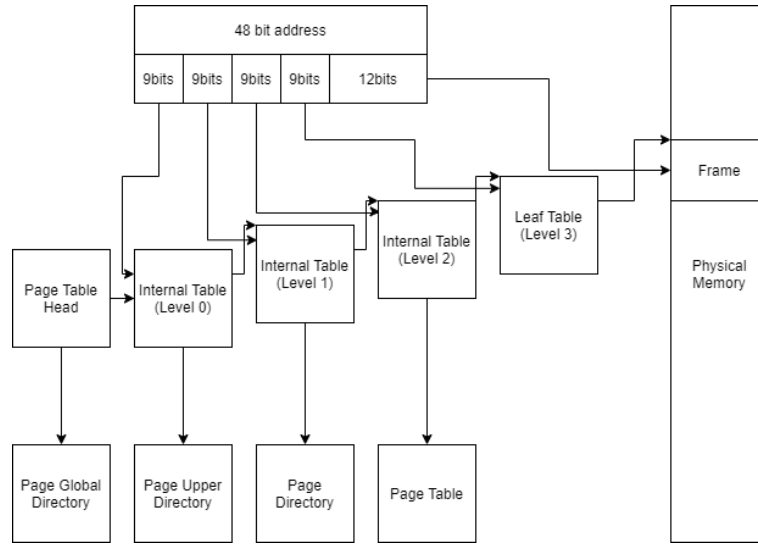 48 bit address
9bits
9bits
9bits
9bits
12bits
Frame
Leaf Table
(Level 3)
Internal Table
(Level 2)
Internal Table
(Level 1)
Physical
Memory
Page Table
Head
Internal Table
(Level 0)
Page Global
Directory
Page Upper
Directory
Page
Directory
Page Table